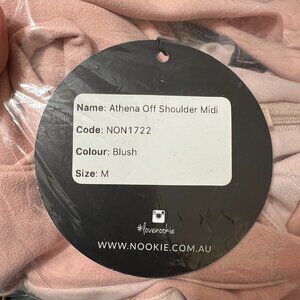 Name: Athena Off Shoulder Midi
Code: NON1722
Colour: Blush
Size: M
#lovenookie
WWW.NOOKIE.COM.AU